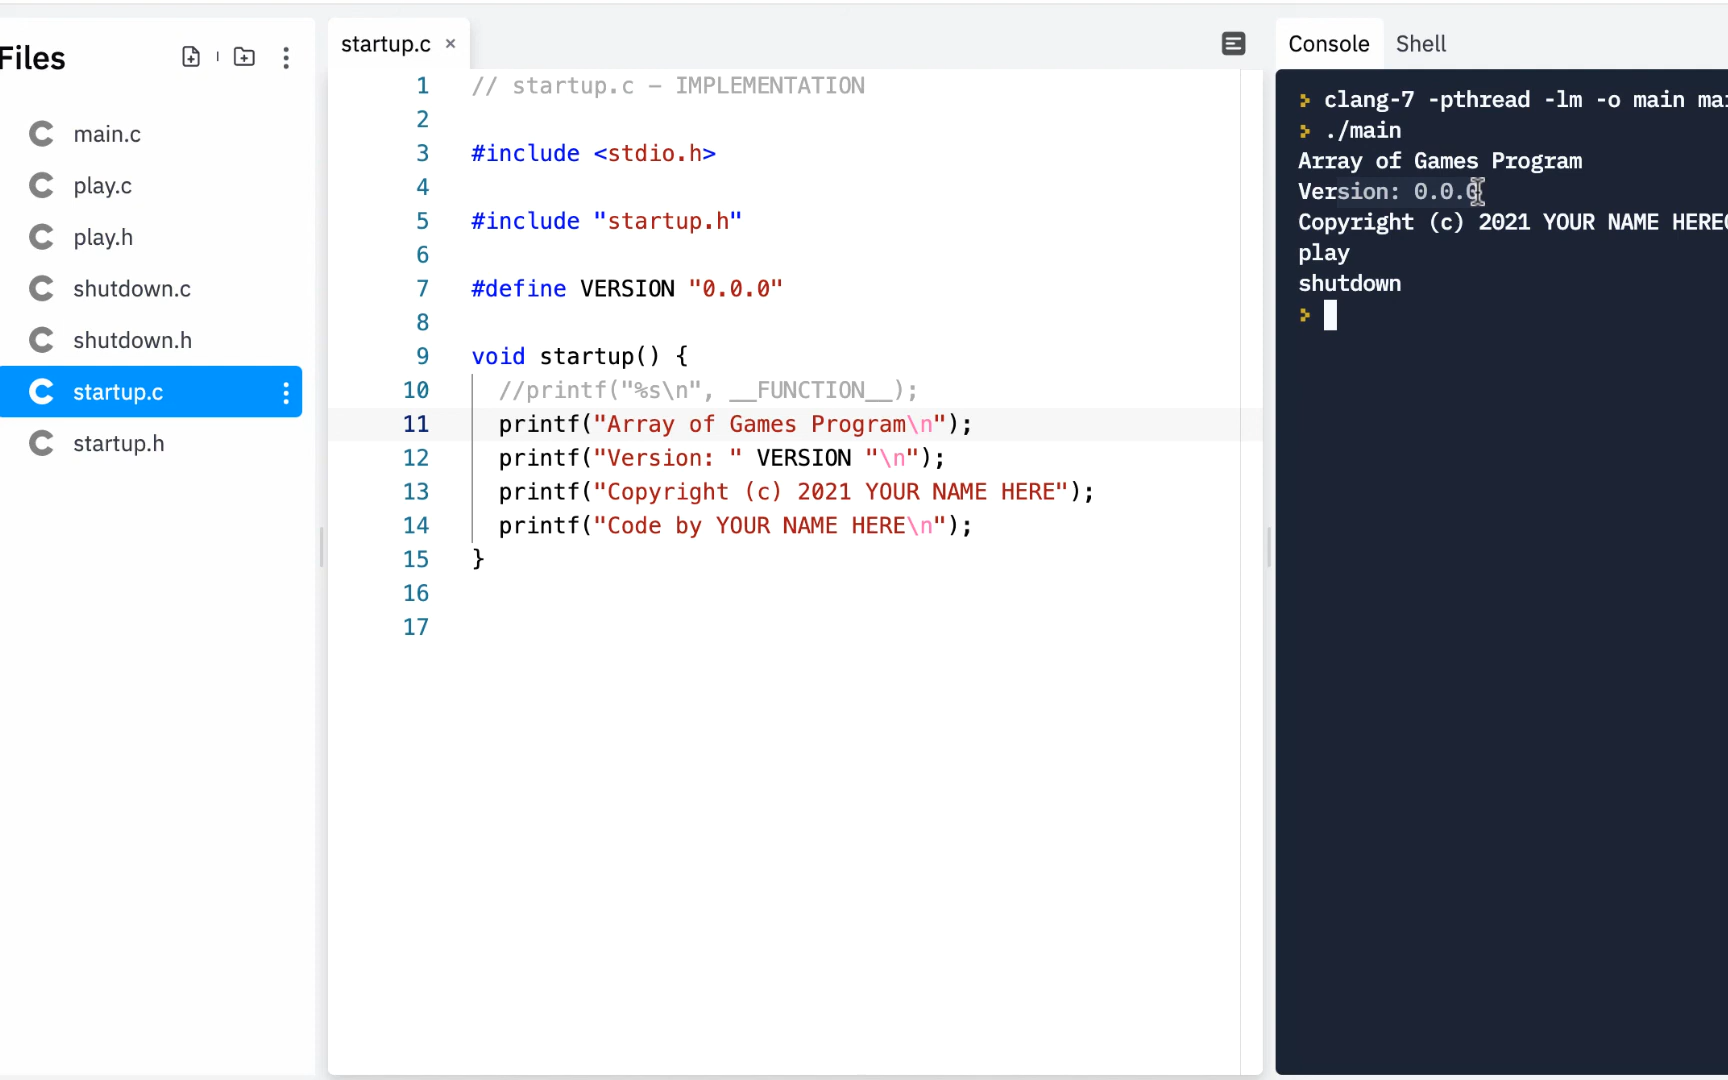 Files
main.c
play.c
play.h
shutdown.c
shutdown.h
startup.c
startup.h
startup.c ×
1 // startup.c – IMPLEMENTATION
2
3 #include <stdio.h>
4
5 #include "startup.h"
6
7 #define VERSION "0.0.0"
8
9 void startup() {
10 //printf("%s\n", __FUNCTION__);
11 printf("Array of Games Program\n");
12 printf("Version: " VERSION "\n");
13 printf("Copyright (c) 2021 YOUR NAME HERE");
14 printf("Code by YOUR NAME HERE\n");
15 }
16
17
Console Shell
clang-7 -pthread -lm -o main mai
./main
Array of Games Program
Version: 0.0.0
Copyright (c) 2021 YOUR NAME HERE
play
shutdown